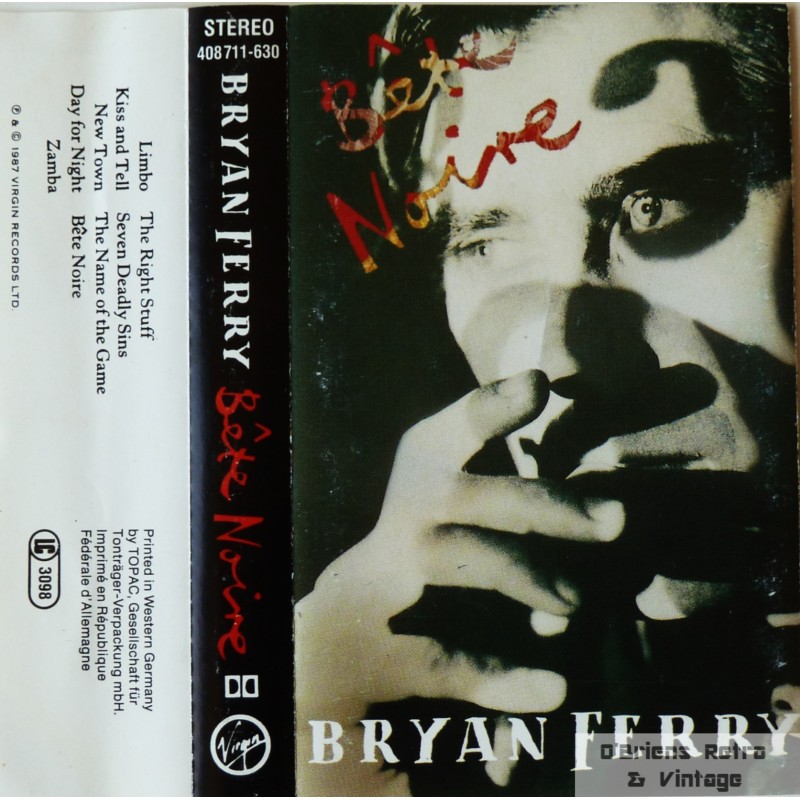 Limbo
Kiss and Tell
New Town
Day for Night
Zamba
The Right Stuff
Seven Deadly Sins
The Name of the Game
Bête Noire
℗ & © 1987 VIRGIN RECORDS LTD.
Printed in Western Germany
by TOPAC, Gesellschaft für
Tonträger-Verpackung mbH.
Imprimé en République
Fédérale d'Allemagne
LC 3098
STEREO
408 711-630
BRYAN FERRY Bête Noire
Virgin
Bête
Noire
BRYAN FERRY
O'Briens Retro
& Vintage